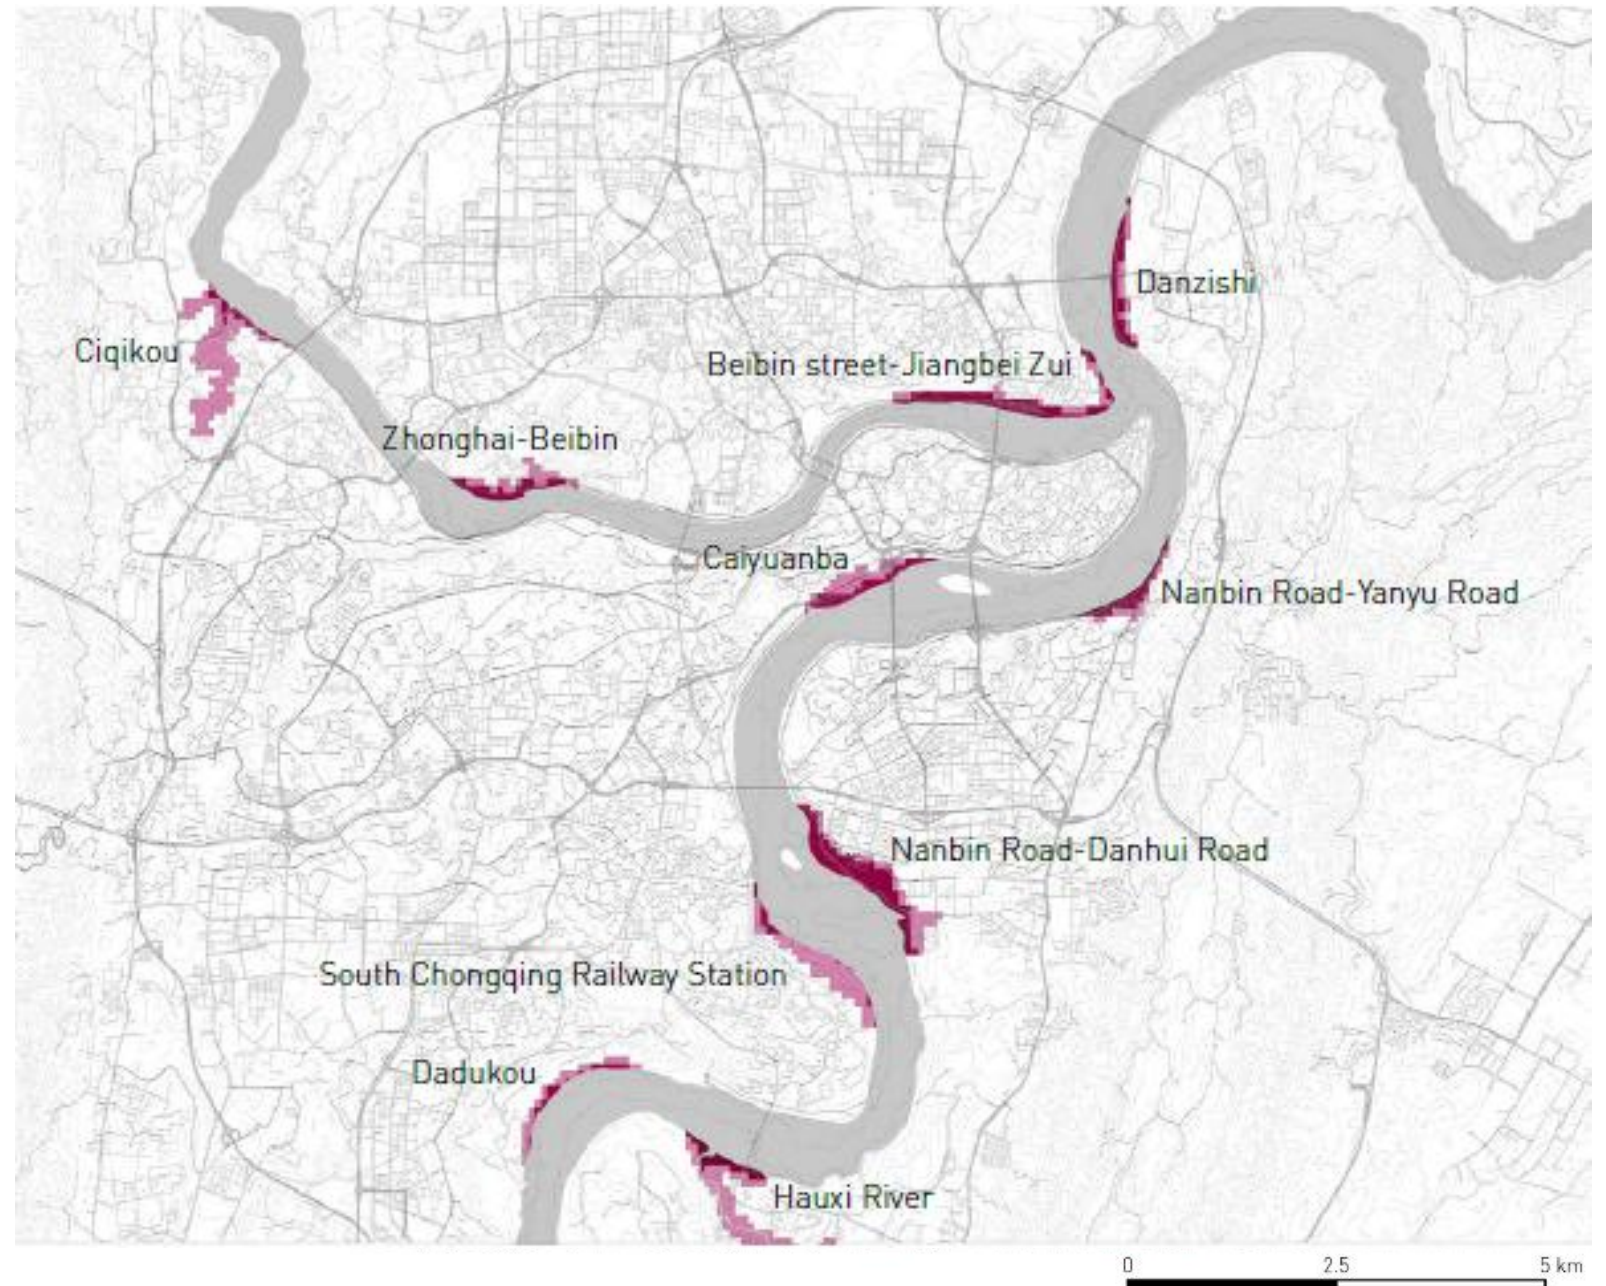 Danzishi
Ciqikou
Beibin street-Jiangbei Zui
Zhonghai-Beibin
Caiyuanba
Nanbin Road-Yanyu Road
Nanbin Road-Danhui Road
South Chongqing Railway Station
Dadukou
Hauxi River
0 2.5 5 km